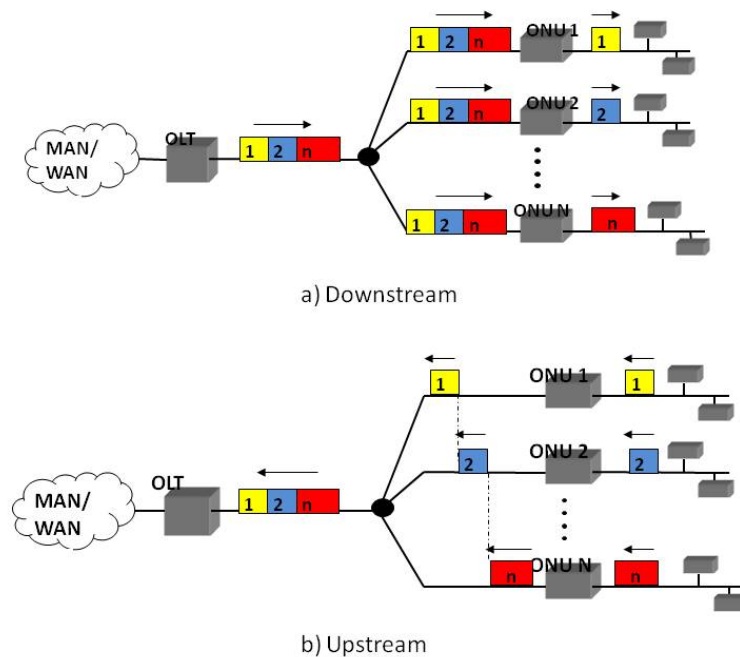 1 2 n ONU 1 1
1 2 n ONU 2 2
OLT
MAN/
WAN
1 2 n
1 2 n ONU N n
a) Downstream
1 ONU 1 1
2 ONU 2 2
OLT
MAN/
WAN
1 2 n
n ONU N n
b) Upstream